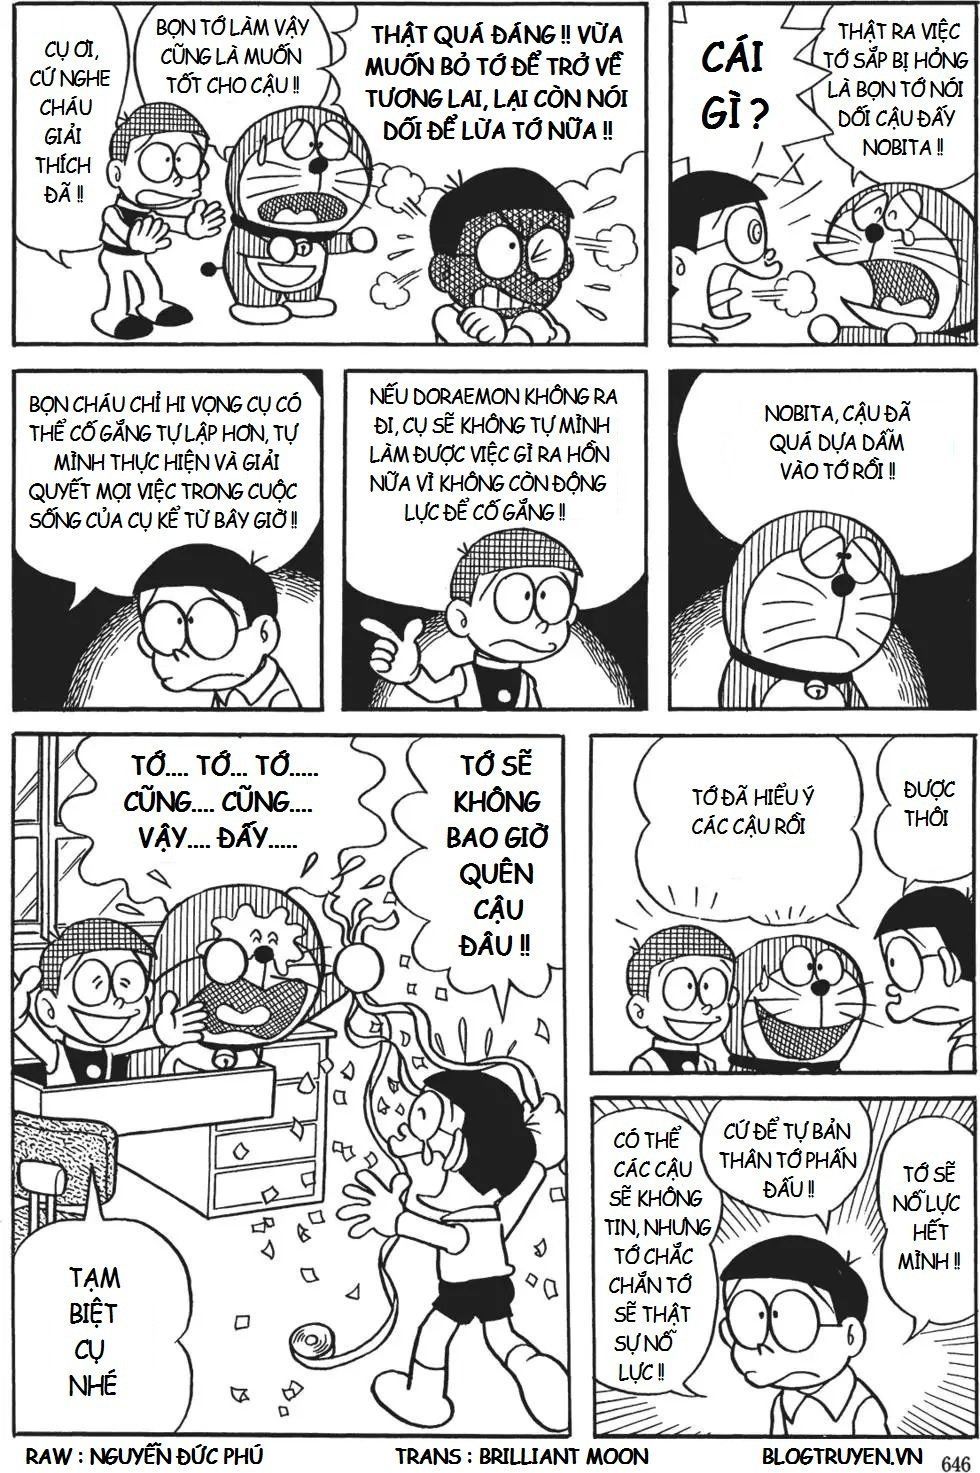 THẬT RA VIỆC
TỚ SẮP BỊ HỎNG
LÀ BỌN TỚ NÓI
DỐI CẬU ĐẤY
NOBITA !!
CÁI
GÌ ?
THẬT QUÁ ĐÁNG !! VỪA
MUỐN BỎ TỚ ĐỂ TRỞ VỀ
TƯƠNG LAI, LẠI CÒN NÓI
DỐI ĐỂ LỪA TỚ NỮA !!
BỌN TỚ LÀM VẬY
CŨNG LÀ MUỐN
TỐT CHO CẬU !!
CỤ ƠI,
CỨ NGHE
CHÁU
GIẢI
THÍCH
ĐÃ !!
NOBITA, CẬU ĐÃ
QUÁ DỰA DẪM
VÀO TỚ RỒI !!
NẾU DORAEMON KHÔNG RA
ĐI, CỤ SẼ KHÔNG TỰ MÌNH
LÀM ĐƯỢC VIỆC GÌ RA HỒN
NỮA VÌ KHÔNG CÒN ĐỘNG
LỰC ĐỂ CỐ GẮNG !!
BỌN CHÁU CHỈ HI VỌNG CỤ CÓ
THỂ CỐ GẮNG TỰ LẬP HƠN, TỰ
MÌNH THỰC HIỆN VÀ GIẢI
QUYẾT MỌI VIỆC TRONG CUỘC
SỐNG CỦA CỤ KỂ TỪ BÂY GIỜ !!
ĐƯỢC
THÔI
TỚ ĐÃ HIỂU Ý
CÁC CẬU RỒI
TỚ SẼ
NỖ LỰC
HẾT
MÌNH !!
CỨ ĐỂ TỰ BẢN
THÂN TỚ PHẤN
ĐẤU !!
CÓ THỂ
CÁC CẬU
SẼ KHÔNG
TIN, NHƯNG
TỚ CHẮC
CHẮN TỚ
SẼ THẬT
SỰ NỖ
LỰC !!
TỚ SẼ
KHÔNG
BAO GIỜ
QUÊN
CẬU
ĐÂU !!
TỚ.... TỚ... TỚ.....
CŨNG.... CŨNG....
VẬY.... ĐẤY.....
TẠM
BIỆT
CỤ
NHÉ
RAW : NGUYỄN ĐỨC PHÚ
TRANS : BRILLIANT MOON
BLOGTRUYEN.VN
646